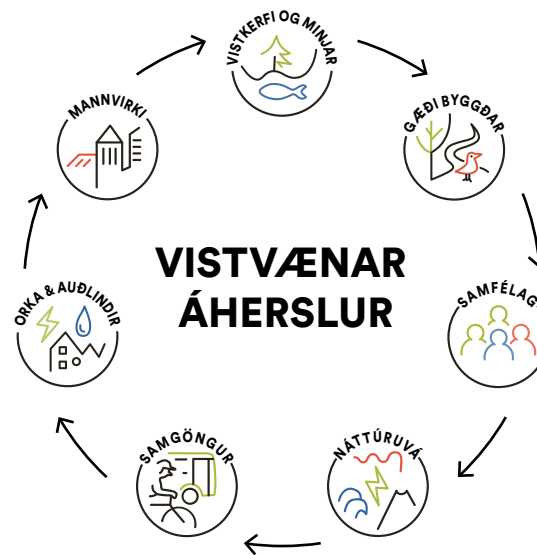 VISTKERFI OG MINJAR
GÆÐI BYGGÐAR
SAMFÉLAG
NÁTTÚRUVÁ
SAMGÖNGUR
ORKA & AUÐLINDIR
MANNVIRKI
VISTVÆNAR
ÁHERSLUR